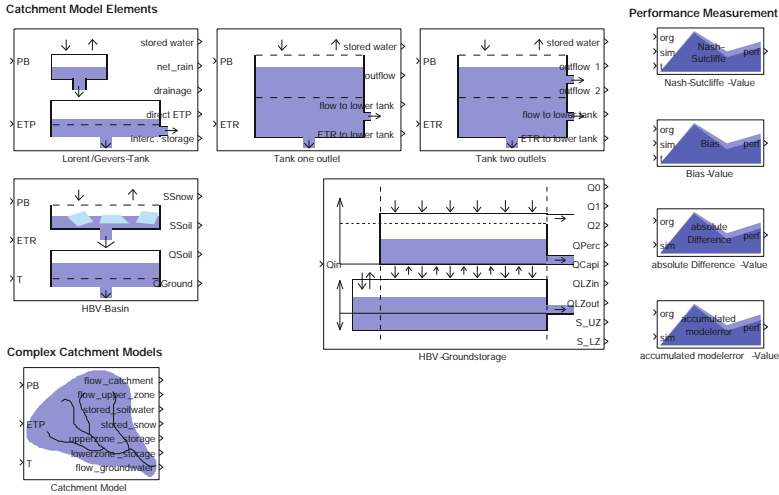 Catchment Model Elements
Performance Measurement
PB
ETP
stored water
net_rain
drainage
direct ETP
interc. storage
Lorent/Gevers-Tank
PB
ETR
stored water
outflow
flow to lower tank
ETR to lower tank
Tank one outlet
PB
ETR
stored water
outflow 1
outflow 2
flow to lower tank
ETR to lower tank
Tank two outlets
org
sim
t
Nash-
Sutcliffe
perf
Nash-Sutcliffe -Value
org
sim
t
Bias
perf
Bias-Value
PB
ETR
T
SSnow
SSoil
QSoil
QGround
HBV-Basin
Qin
Q0
Q1
Q2
QPerc
QCapi
QLZin
QLZout
S_UZ
S_LZ
HBV-Groundstorage
org
sim
absolute
Difference
perf
absolute Difference -Value
org
sim
accumulated
modelerror
perf
accumulated modelerror -Value
Complex Catchment Models
PB
ETP
T
flow_catchment
flow_upper_zone
stored_soilwater
stored_snow
upperzone_storage
lowerzone_storage
flow_groundwater
Catchment Model